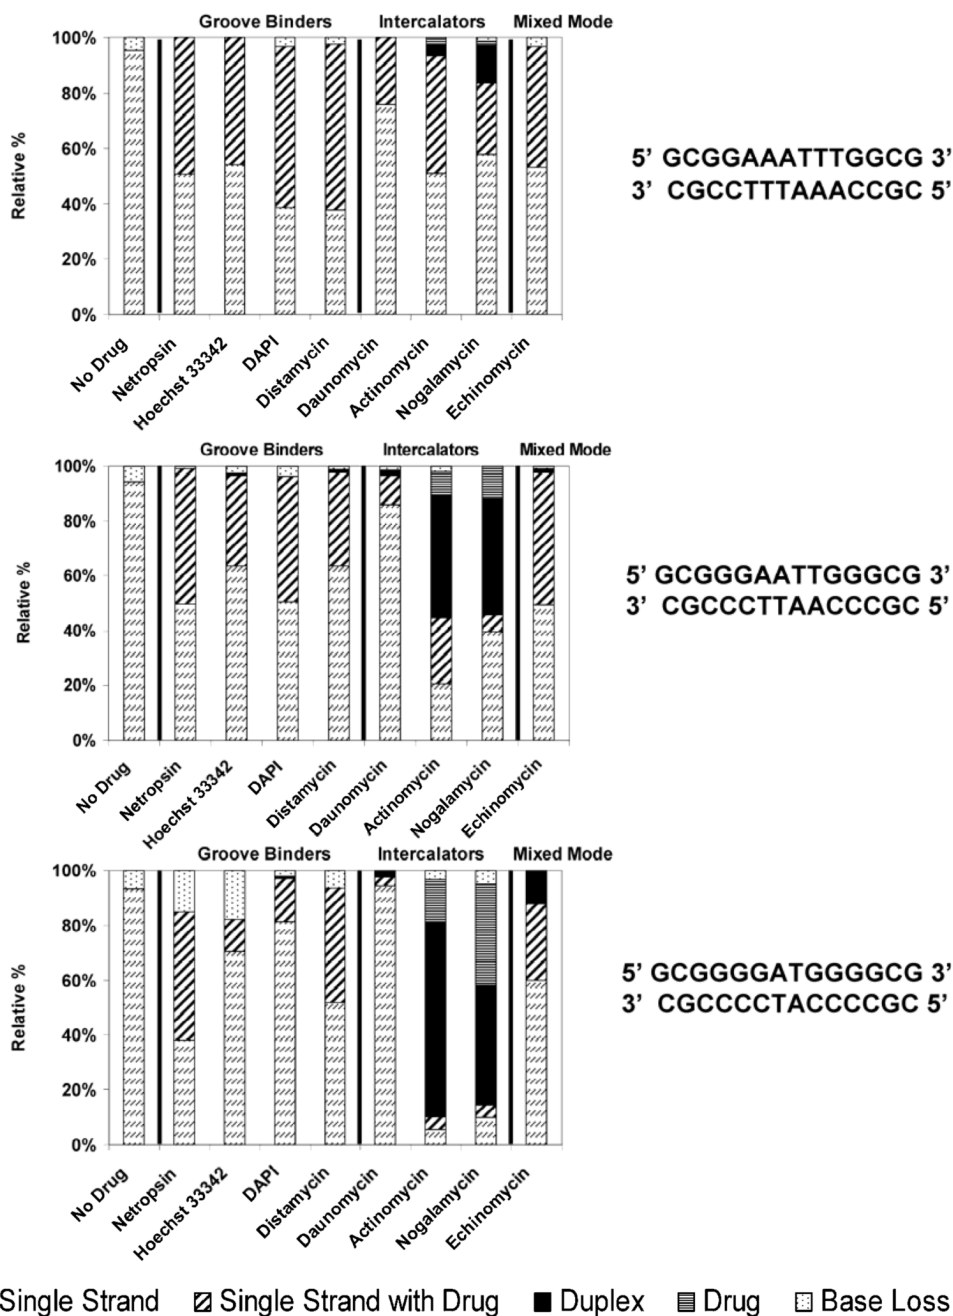 Groove Binders Intercalators Mixed Mode
100%
80%
60%
40%
20%
0%
Relative %
No Drug
Netropsin
Hoechst 33342
DAPI
Distamycin
Daunomycin
Actinomycin
Nogalamycin
Echinomycin
5’ GCGGAAATTTGGCG 3’
3’ CGCCTTTAAACCGC 5’
Groove Binders Intercalators Mixed Mode
100%
80%
60%
40%
20%
0%
Relative %
No Drug
Netropsin
Hoechst 33342
DAPI
Distamycin
Daunomycin
Actinomycin
Nogalamycin
Echinomycin
5’ GCGGGAATTGGGCG 3’
3’ CGCCCTTAACCCGC 5’
Groove Binders Intercalators Mixed Mode
100%
80%
60%
40%
20%
0%
Relative %
No Drug
Netropsin
Hoechst 33342
DAPI
Distamycin
Daunomycin
Actinomycin
Nogalamycin
Echinomycin
5’ GCGGGGATGGGGCG 3’
3’ CGCCCCTACCCCGC 5’
Single Strand Single Strand with Drug Duplex Drug Base Loss